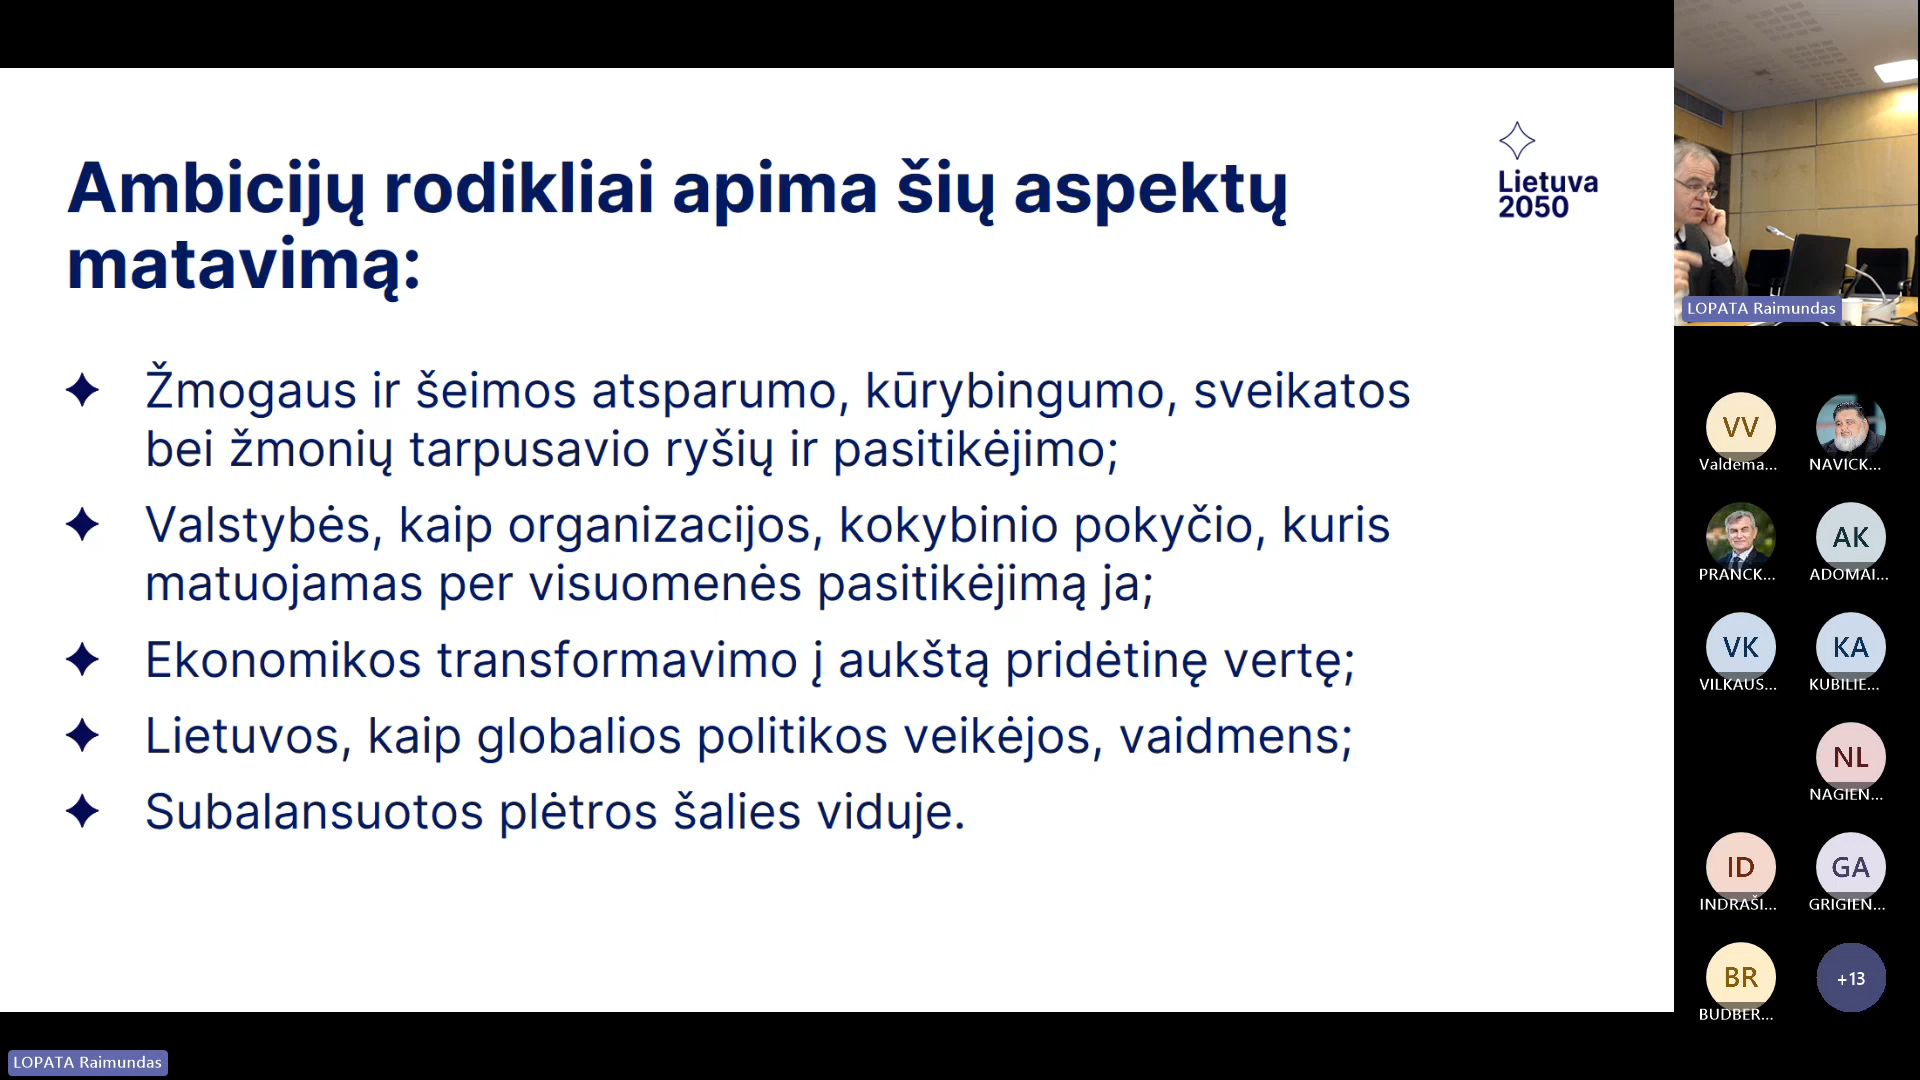 Ambicijų rodikliai apima šių aspektų
matavimą:
Lietuva
2050
Žmogaus ir šeimos atsparumo, kūrybingumo, sveikatos
bei žmonių tarpusavio ryšių ir pasitikėjimo;
Valstybės, kaip organizacijos, kokybinio pokyčio, kuris
matuojamas per visuomenės pasitikėjimą ja;
Ekonomikos transformavimo į aukštą pridėtinę vertę;
Lietuvos, kaip globalios politikos veikėjos, vaidmens;
Subalansuotos plėtros šalies viduje.
LOPATA Raimundas
LOPATA Raimundas
VV
Valdema...
NAVICK...
PRANCK...
AK
ADOMAI...
VK
VILKAUS...
KA
KUBILIE...
NL
NAGIEN...
ID
INDRAŠI...
GA
GRIGIEN...
BR
BUDBER...
+13